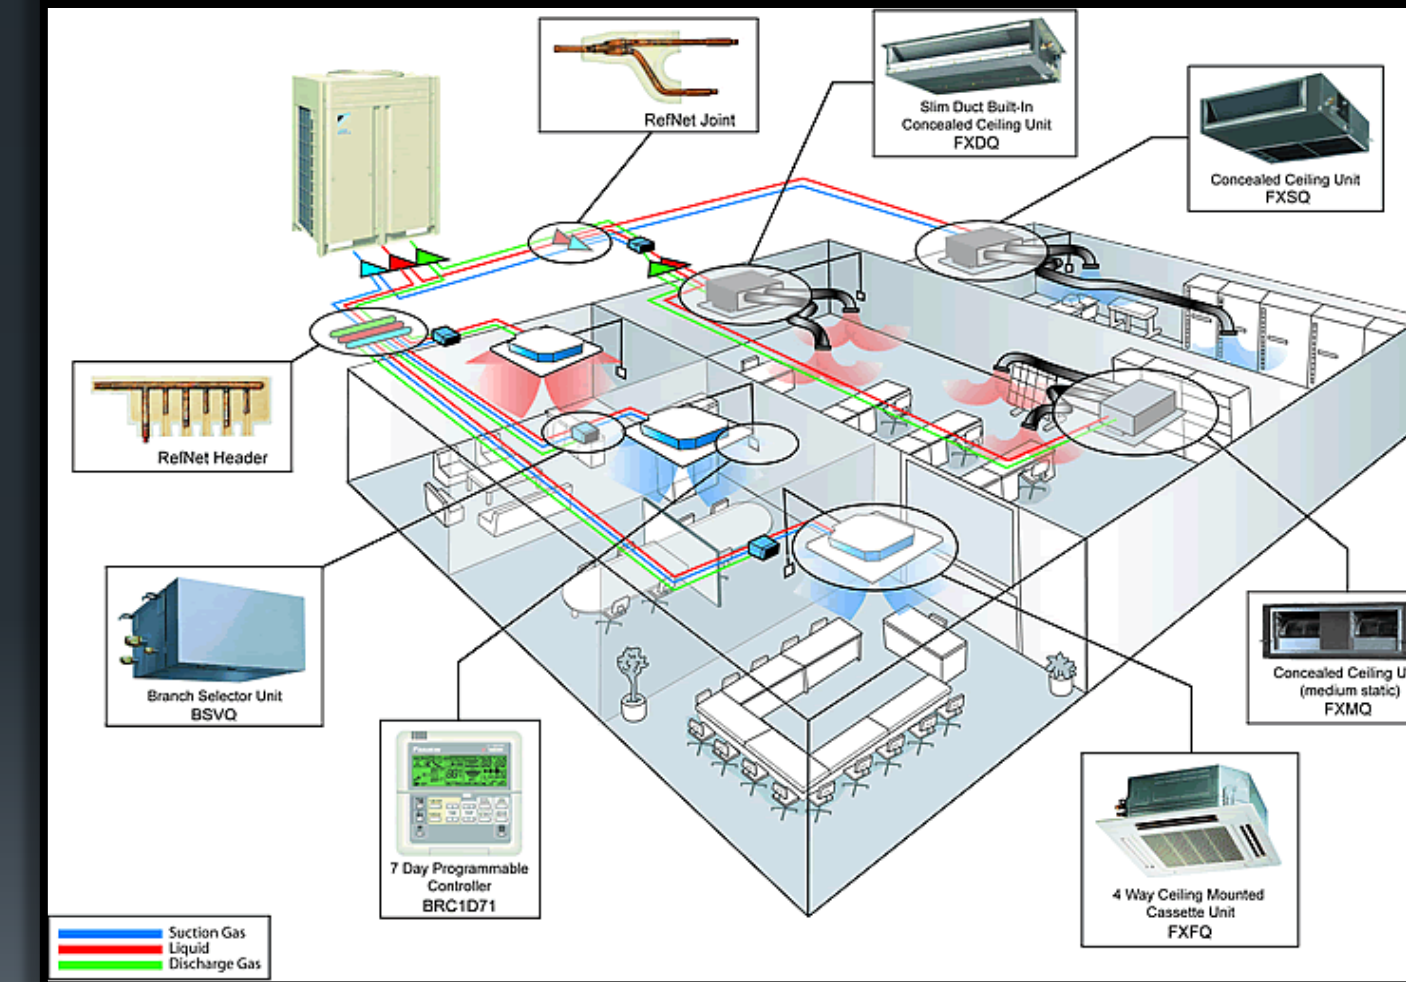 RefNet Joint
Slim Duct Built-In
Concealed Ceiling Unit
FXDQ
Concealed Ceiling Unit
FXSQ
RefNet Header
Branch Selector Unit
BSVQ
7 Day Programmable
Controller
BRC1D71
Concealed Ceiling U
(medium static)
FXMQ
4 Way Ceiling Mounted
Cassette Unit
FXFQ
Suction Gas
Liquid
Discharge Gas